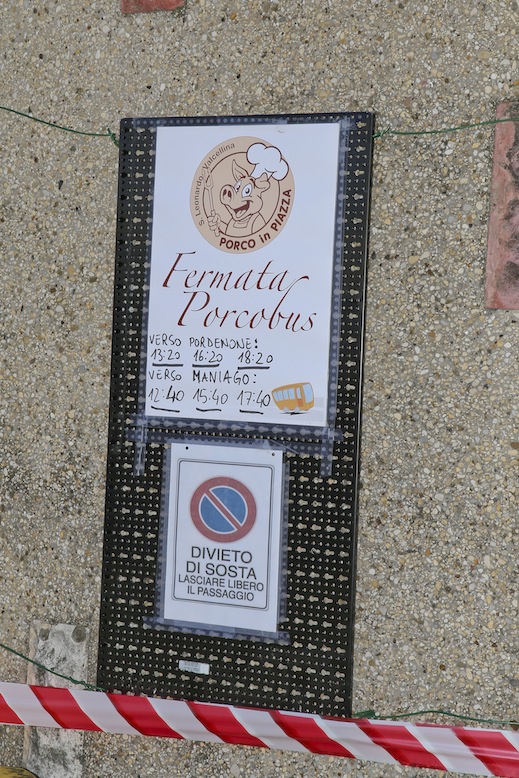 S. Leonardo Valcellina
PORCO in PIAZZA
Fermata
Porcobus
VERSO PORDENONE:
13:20 16:20 18:20
VERSO MANIAGO:
12:40 15:40 17:40
DIVIETO
DI SOSTA
LASCIARE LIBERO
IL PASSAGGIO